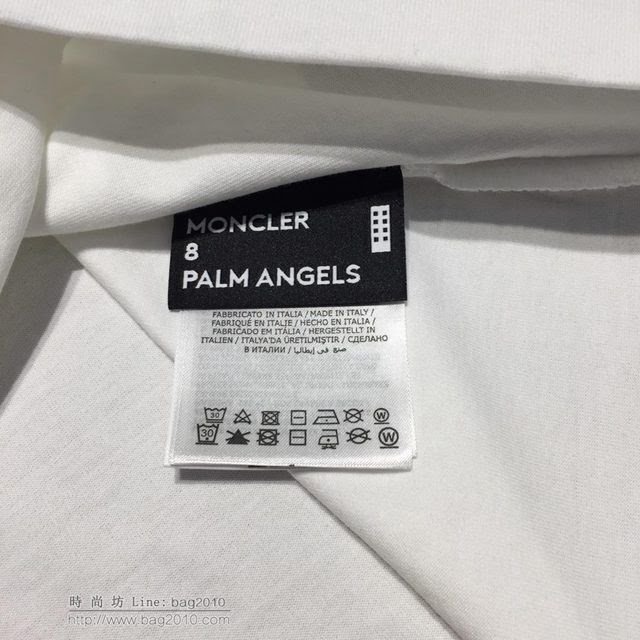 MONCLER
8
PALM ANGELS
FABBRICATO IN ITALIA / MADE IN ITALY /
FABRIQUÉ EN ITALIE / HECHO EN ITALIA /
FABRICADO EM ITÁLIA / HERGESTELLT IN
ITALIEN / ITALYA'DA ÜRETILMIŞTIR / СДЕЛАНО
В ИТАЛИИ / صنع في إيطاليا
30 W
30 W
時尚坊 Line: bag2010
http://www.bag2010.com